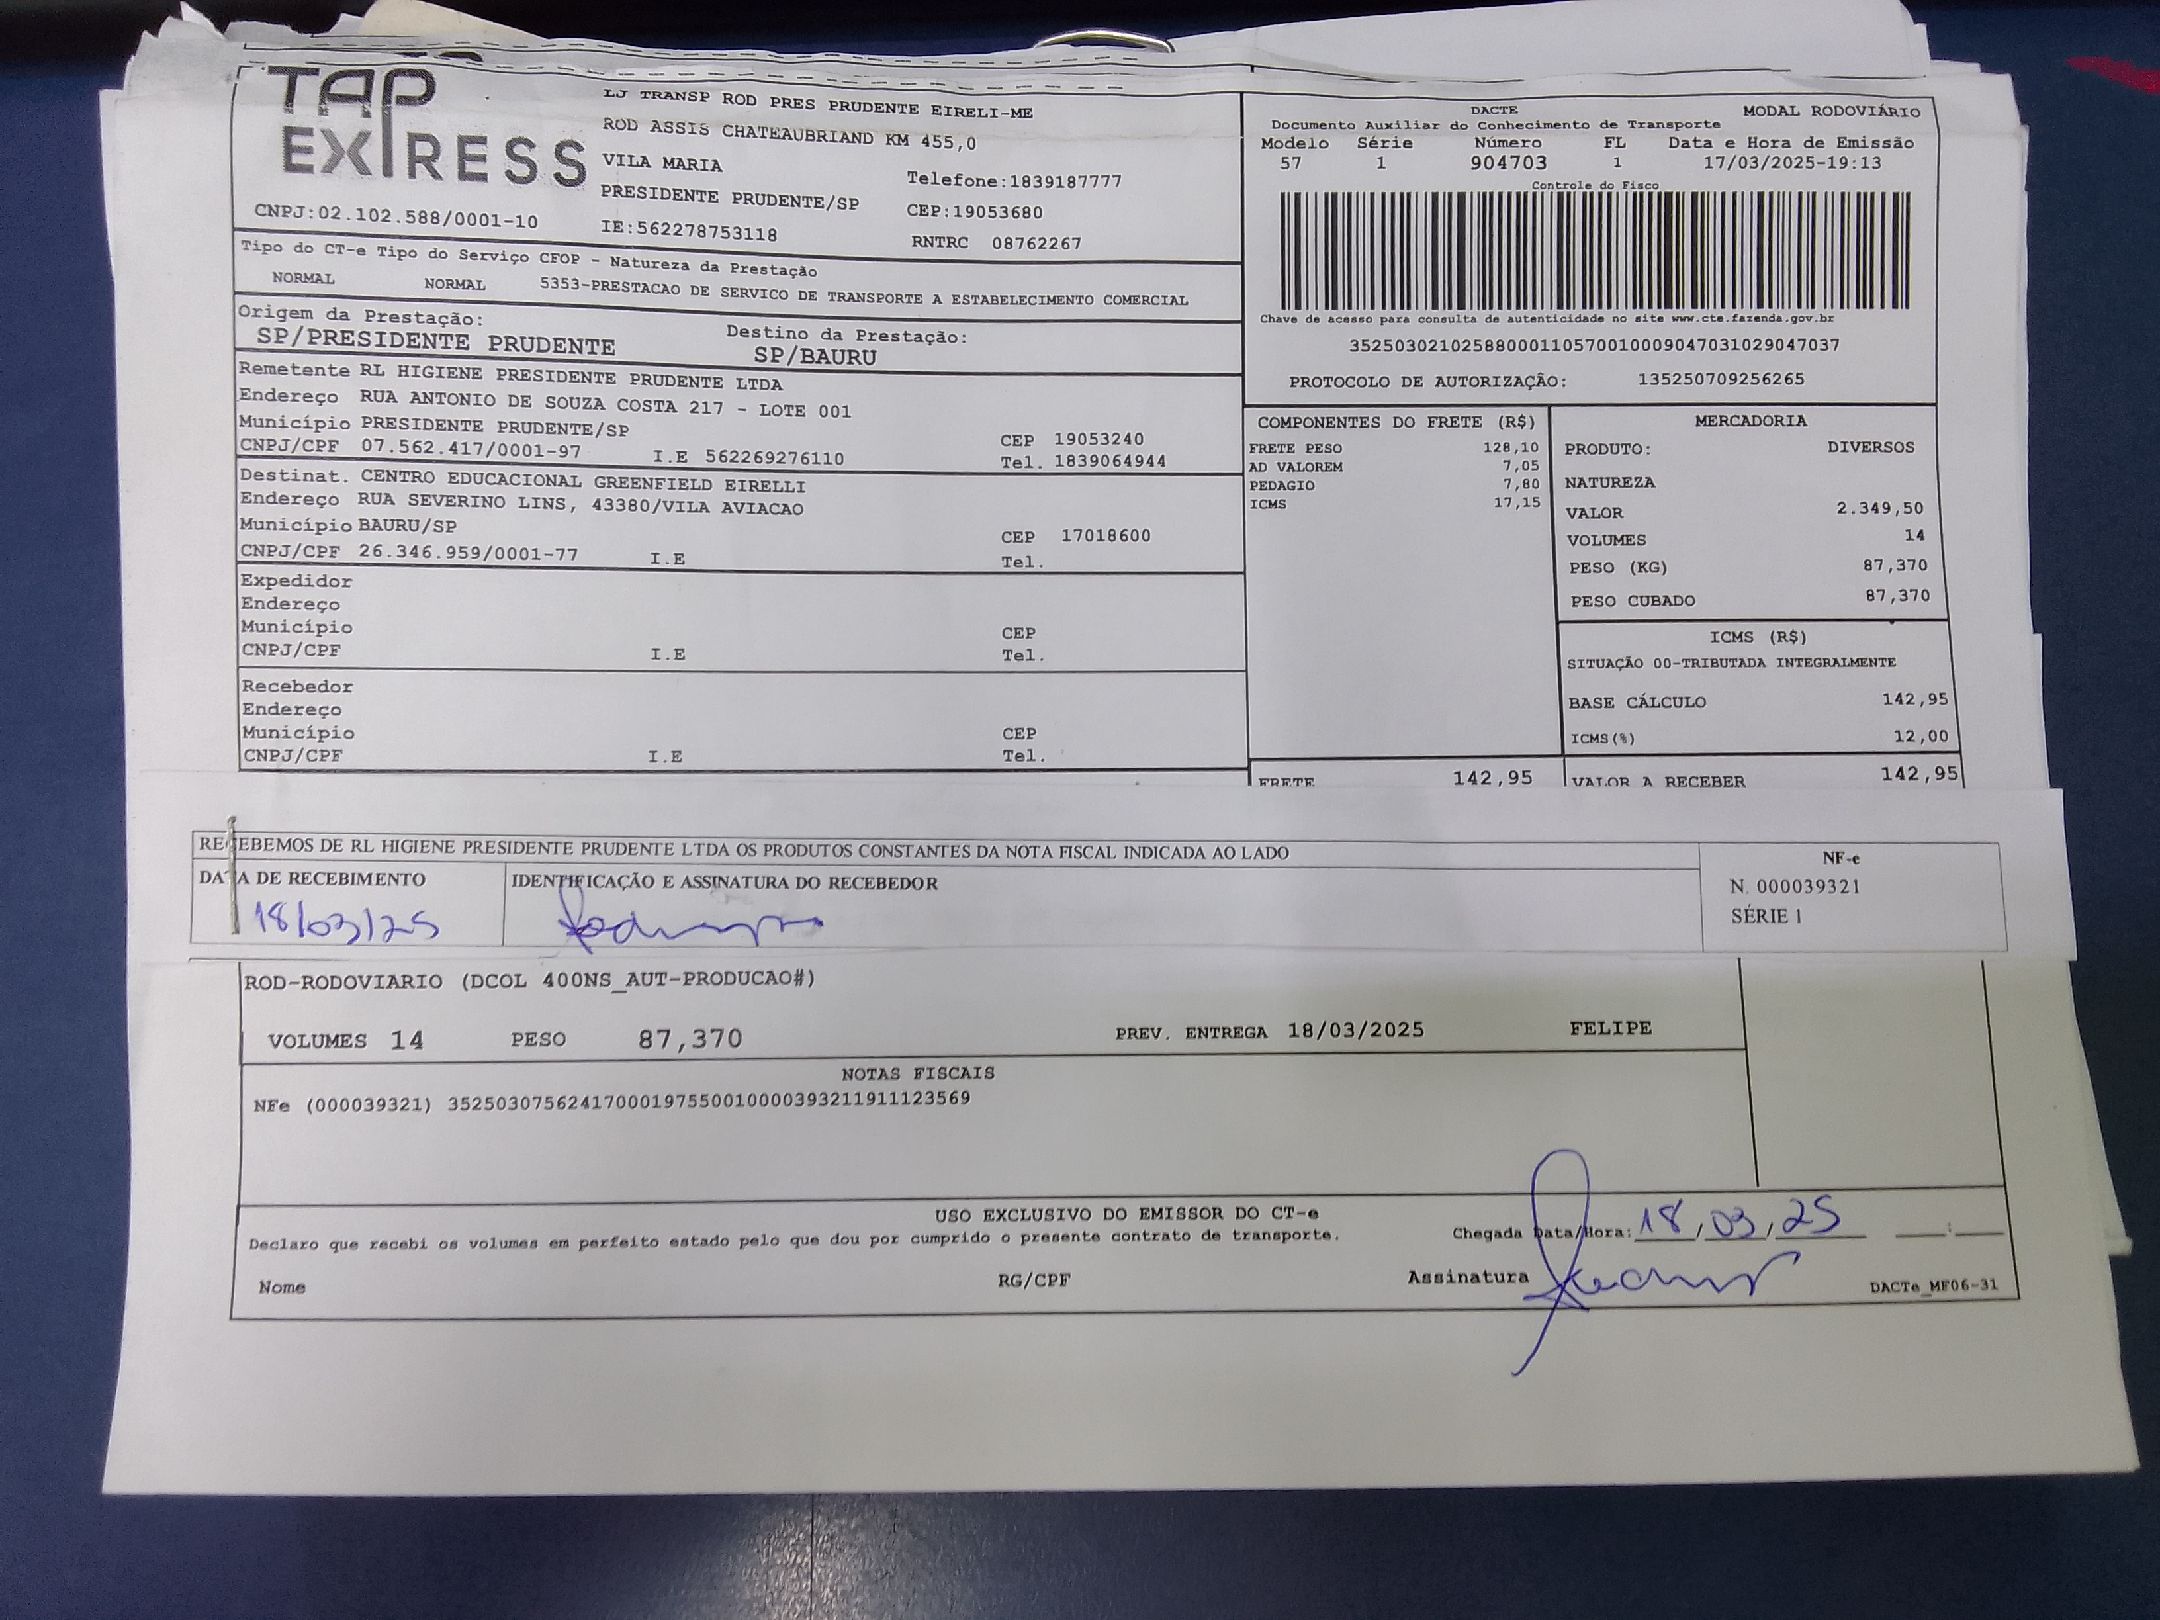 TAP EXPRESS
LJ TRANSP ROD PRES PRUDENTE EIRELI-ME
ROD ASSIS CHATEAUBRIAND KM 455,0
VILA MARIA
Telefone:1839187777
PRESIDENTE PRUDENTE/SP
CEP:19053680
CNPJ:02.102.588/0001-10
IE:562278753118
RNTRC 08762267
DACTE
MODAL RODOVIÁRIO
Documento Auxiliar do Conhecimento de Transporte
Modelo Série Número FL Data e Hora de Emissão
57 1 904703 1 17/03/2025-19:13
Controle do Fisco
Chave de acesso para consulta de autenticidade no site www.cte.fazenda.gov.br
35250302102588000110570010009047031029047037
PROTOCOLO DE AUTORIZAÇÃO: 135250709256265
Tipo do CT-e Tipo do Serviço CFOP - Natureza da Prestação
NORMAL NORMAL 5353-PRESTACAO DE SERVICO DE TRANSPORTE A ESTABELECIMENTO COMERCIAL
Origem da Prestação: Destino da Prestação:
SP/PRESIDENTE PRUDENTE SP/BAURU
Remetente RL HIGIENE PRESIDENTE PRUDENTE LTDA
Endereço RUA ANTONIO DE SOUZA COSTA 217 - LOTE 001
Município PRESIDENTE PRUDENTE/SP CEP 19053240
CNPJ/CPF 07.562.417/0001-97 I.E 562269276110 Tel. 1839064944
Destinat. CENTRO EDUCACIONAL GREENFIELD EIRELLI
Endereço RUA SEVERINO LINS, 43380/VILA AVIACAO
Município BAURU/SP CEP 17018600
CNPJ/CPF 26.346.959/0001-77 I.E Tel.
Expedidor
Endereço
Município CEP
CNPJ/CPF I.E Tel.
Recebedor
Endereço
Município CEP
CNPJ/CPF I.E Tel.
COMPONENTES DO FRETE (R$)
FRETE PESO 128,10
AD VALOREM 7,05
PEDAGIO 7,80
ICMS 17,15
MERCADORIA
PRODUTO: DIVERSOS
NATUREZA
VALOR 2.349,50
VOLUMES 14
PESO (KG) 87,370
PESO CUBADO 87,370
ICMS (R$)
SITUAÇÃO 00-TRIBUTADA INTEGRALMENTE
BASE CÁLCULO 142,95
ICMS(%) 12,00
FRETE 142,95 VALOR A RECEBER 142,95
RECEBEMOS DE RL HIGIENE PRESIDENTE PRUDENTE LTDA OS PRODUTOS CONSTANTES DA NOTA FISCAL INDICADA AO LADO
DATA DE RECEBIMENTO IDENTIFICAÇÃO E ASSINATURA DO RECEBEDOR
18/03/25
NF-e
N. 000039321
SÉRIE 1
ROD-RODOVIARIO (DCOL 400NS_AUT-PRODUCAO#)
VOLUMES 14 PESO 87,370 PREV. ENTREGA 18/03/2025 FELIPE
NOTAS FISCAIS
NFe (000039321) 35250307562417000197550010000393211911123569
USO EXCLUSIVO DO EMISSOR DO CT-e
Declaro que recebi os volumes em perfeito estado pelo que dou por cumprido o presente contrato de transporte. Chegada Data/Hora: 18/03/25
Nome RG/CPF Assinatura DACTe_MF06-31